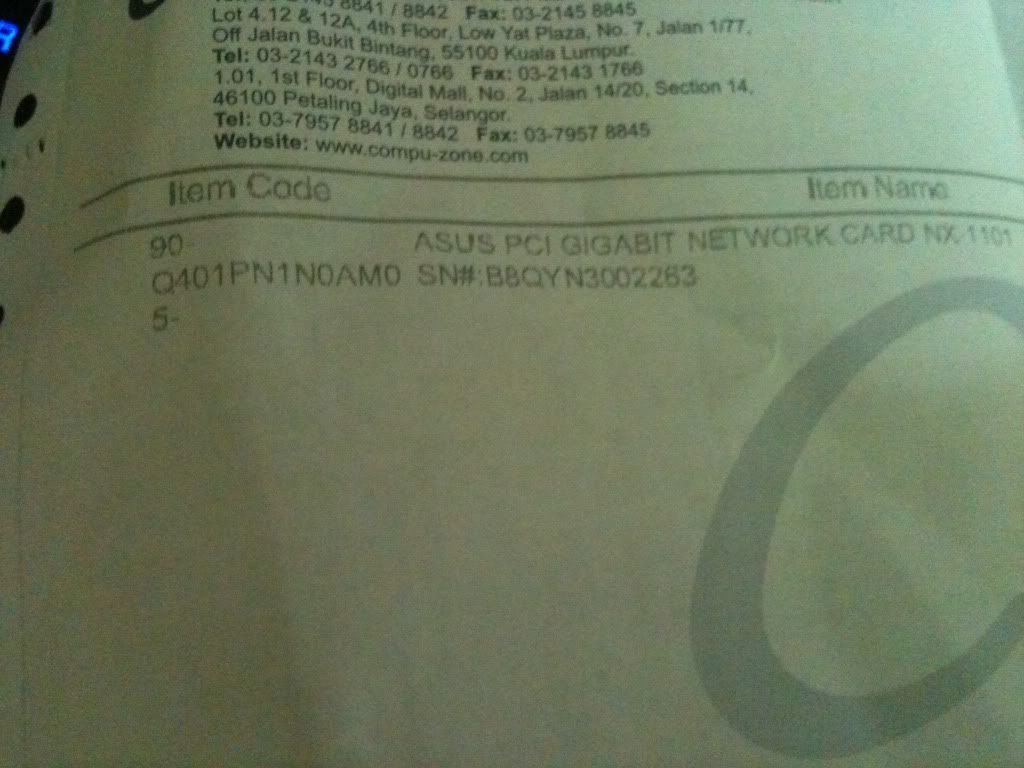 8841 / 8842 Fax: 03-2145 8845
Lot 4.12 & 12A, 4th Floor, Low Yat Plaza, No. 7, Jalan 1/77,
Off Jalan Bukit Bintang, 55100 Kuala Lumpur.
Tel: 03-2143 2766 / 0766 Fax: 03-2143 1766
1.01, 1st Floor, Digital Mall, No. 2, Jalan 14/20, Section 14,
46100 Petaling Jaya, Selangor.
Tel: 03-7957 8841 / 8842 Fax: 03-7957 8845
Website: www.compu-zone.com
Item Code Item Name
90- ASUS PCI GIGABIT NETWORK CARD NX-1101
Q401PN1N0AM0 SN#:B8QYN3002263
5-